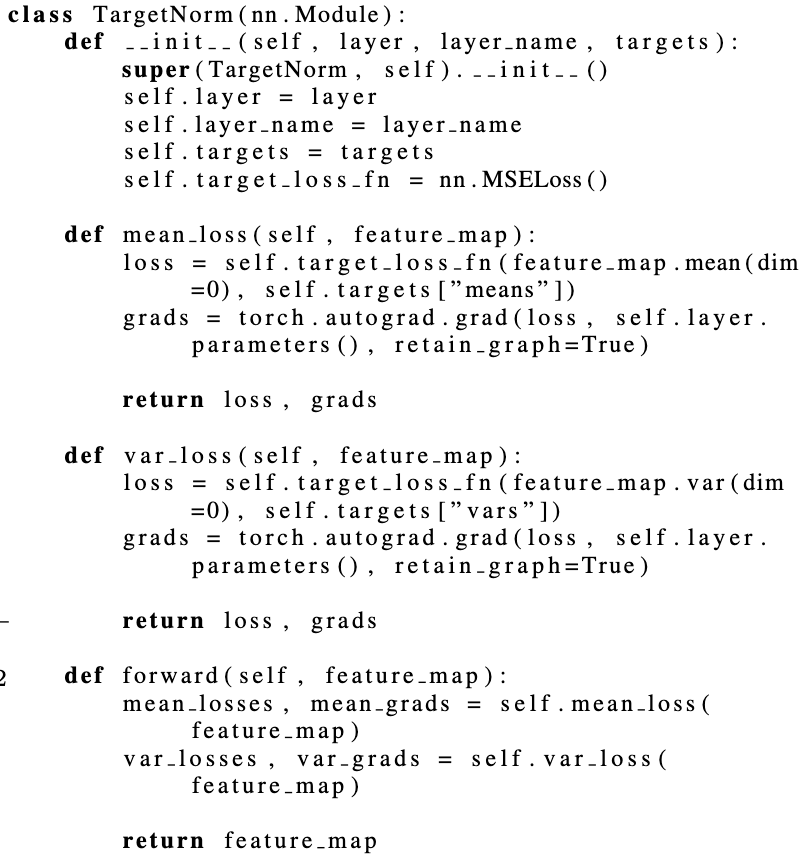 class TargetNorm(nn.Module):
def __init__(self, layer, layer_name, targets):
super(TargetNorm, self).__init__()
self.layer = layer
self.layer_name = layer_name
self.targets = targets
self.target_loss_fn = nn.MSELoss()
def mean_loss(self, feature_map):
loss = self.target_loss_fn(feature_map.mean(dim
=0), self.targets["means"])
grads = torch.autograd.grad(loss, self.layer.
parameters(), retain_graph=True)
return loss, grads
def var_loss(self, feature_map):
loss = self.target_loss_fn(feature_map.var(dim
=0), self.targets["vars"])
grads = torch.autograd.grad(loss, self.layer.
parameters(), retain_graph=True)
return loss, grads
def forward(self, feature_map):
mean_losses, mean_grads = self.mean_loss(
feature_map)
var_losses, var_grads = self.var_loss(
feature_map)
return feature_map